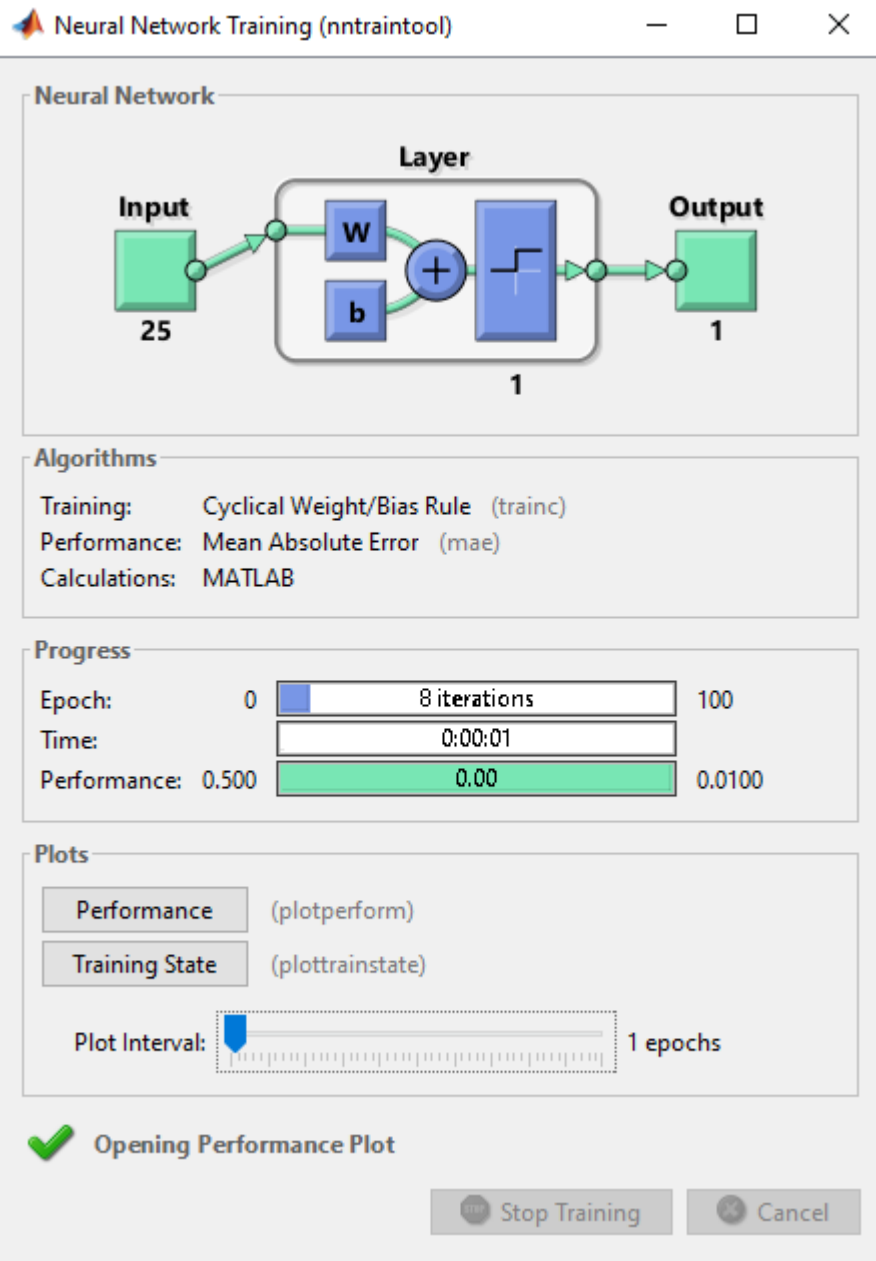 Neural Network Training (nntraintool)
Neural Network
Layer
Input
Output
W
b
25
1
1
Algorithms
Training: Cyclical Weight/Bias Rule (trainc)
Performance: Mean Absolute Error (mae)
Calculations: MATLAB
Progress
Epoch: 0 8 iterations 100
Time: 0:00:01
Performance: 0.500 0.00 0.0100
Plots
Performance (plotperform)
Training State (plottrainstate)
Plot Interval: 1 epochs
Opening Performance Plot
STOP Stop Training Cancel